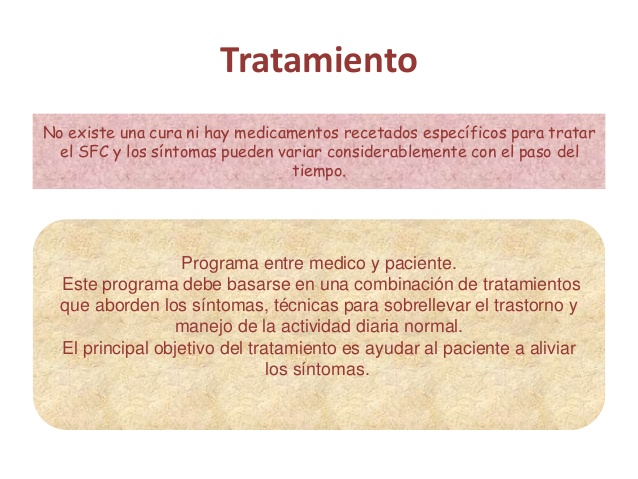 Tratamiento
No existe una cura ni hay medicamentos recetados específicos para tratar
el SFC y los síntomas pueden variar considerablemente con el paso del
tiempo.
Programa entre medico y paciente.
Este programa debe basarse en una combinación de tratamientos
que aborden los síntomas, técnicas para sobrellevar el trastorno y
manejo de la actividad diaria normal.
El principal objetivo del tratamiento es ayudar al paciente a aliviar
los síntomas.